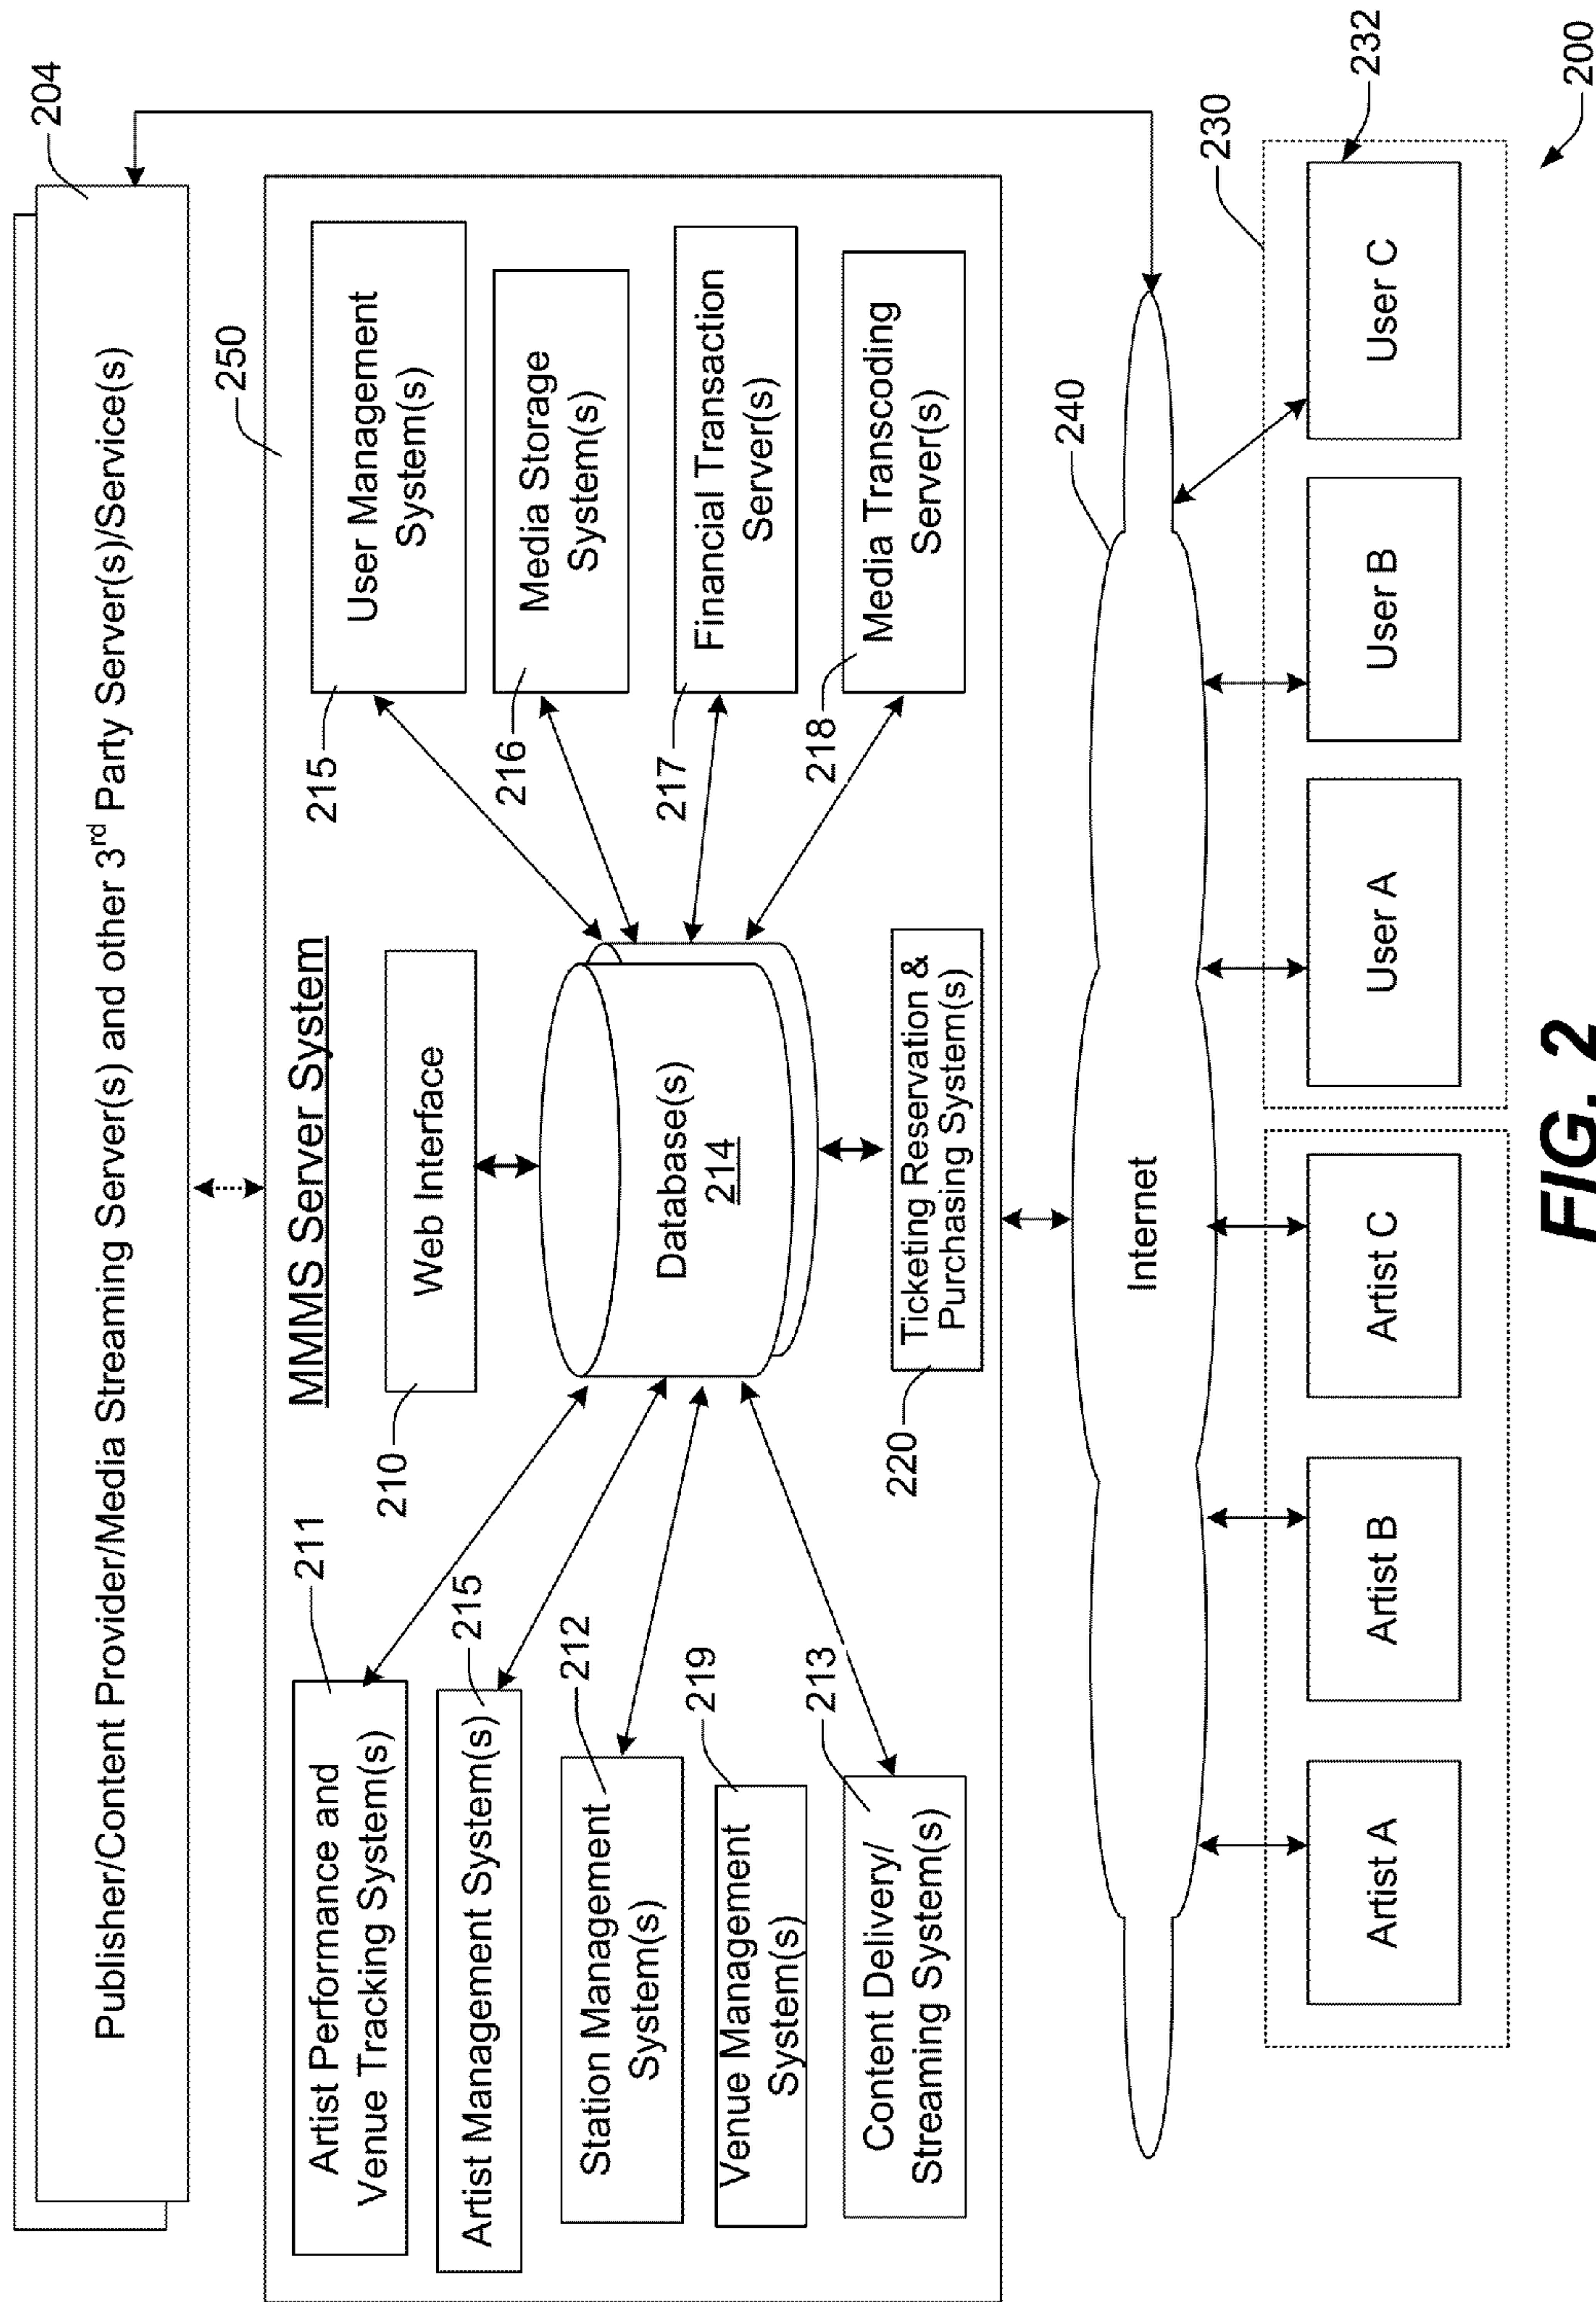 204
Publisher/Content Provider/Media Streaming Server(s) and other 3rd Party Server(s)/Service(s)
250
MMMS Server System
Artist Performance and
Venue Tracking System(s)
211
Artist Management System(s)
215
Station Management
System(s)
212
Venue Management
System(s)
219
Content Delivery/
Streaming System(s)
213
Web Interface
210
Database(s)
214
Ticketing Reservation &
Purchasing System(s)
220
User Management
System(s)
215
Media Storage
System(s)
216
Financial Transaction
Server(s)
217
Media Transcoding
Server(s)
218
Internet
240
230
232
Artist A
Artist B
Artist C
User A
User B
User C
200
FIG. 2